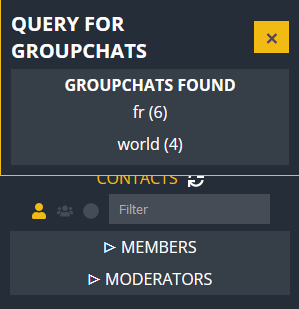 QUERY FOR
GROUPCHATS
×
GROUPCHATS FOUND
fr (6)
world (4)
CONTACTS
Filter
MEMBERS
MODERATORS